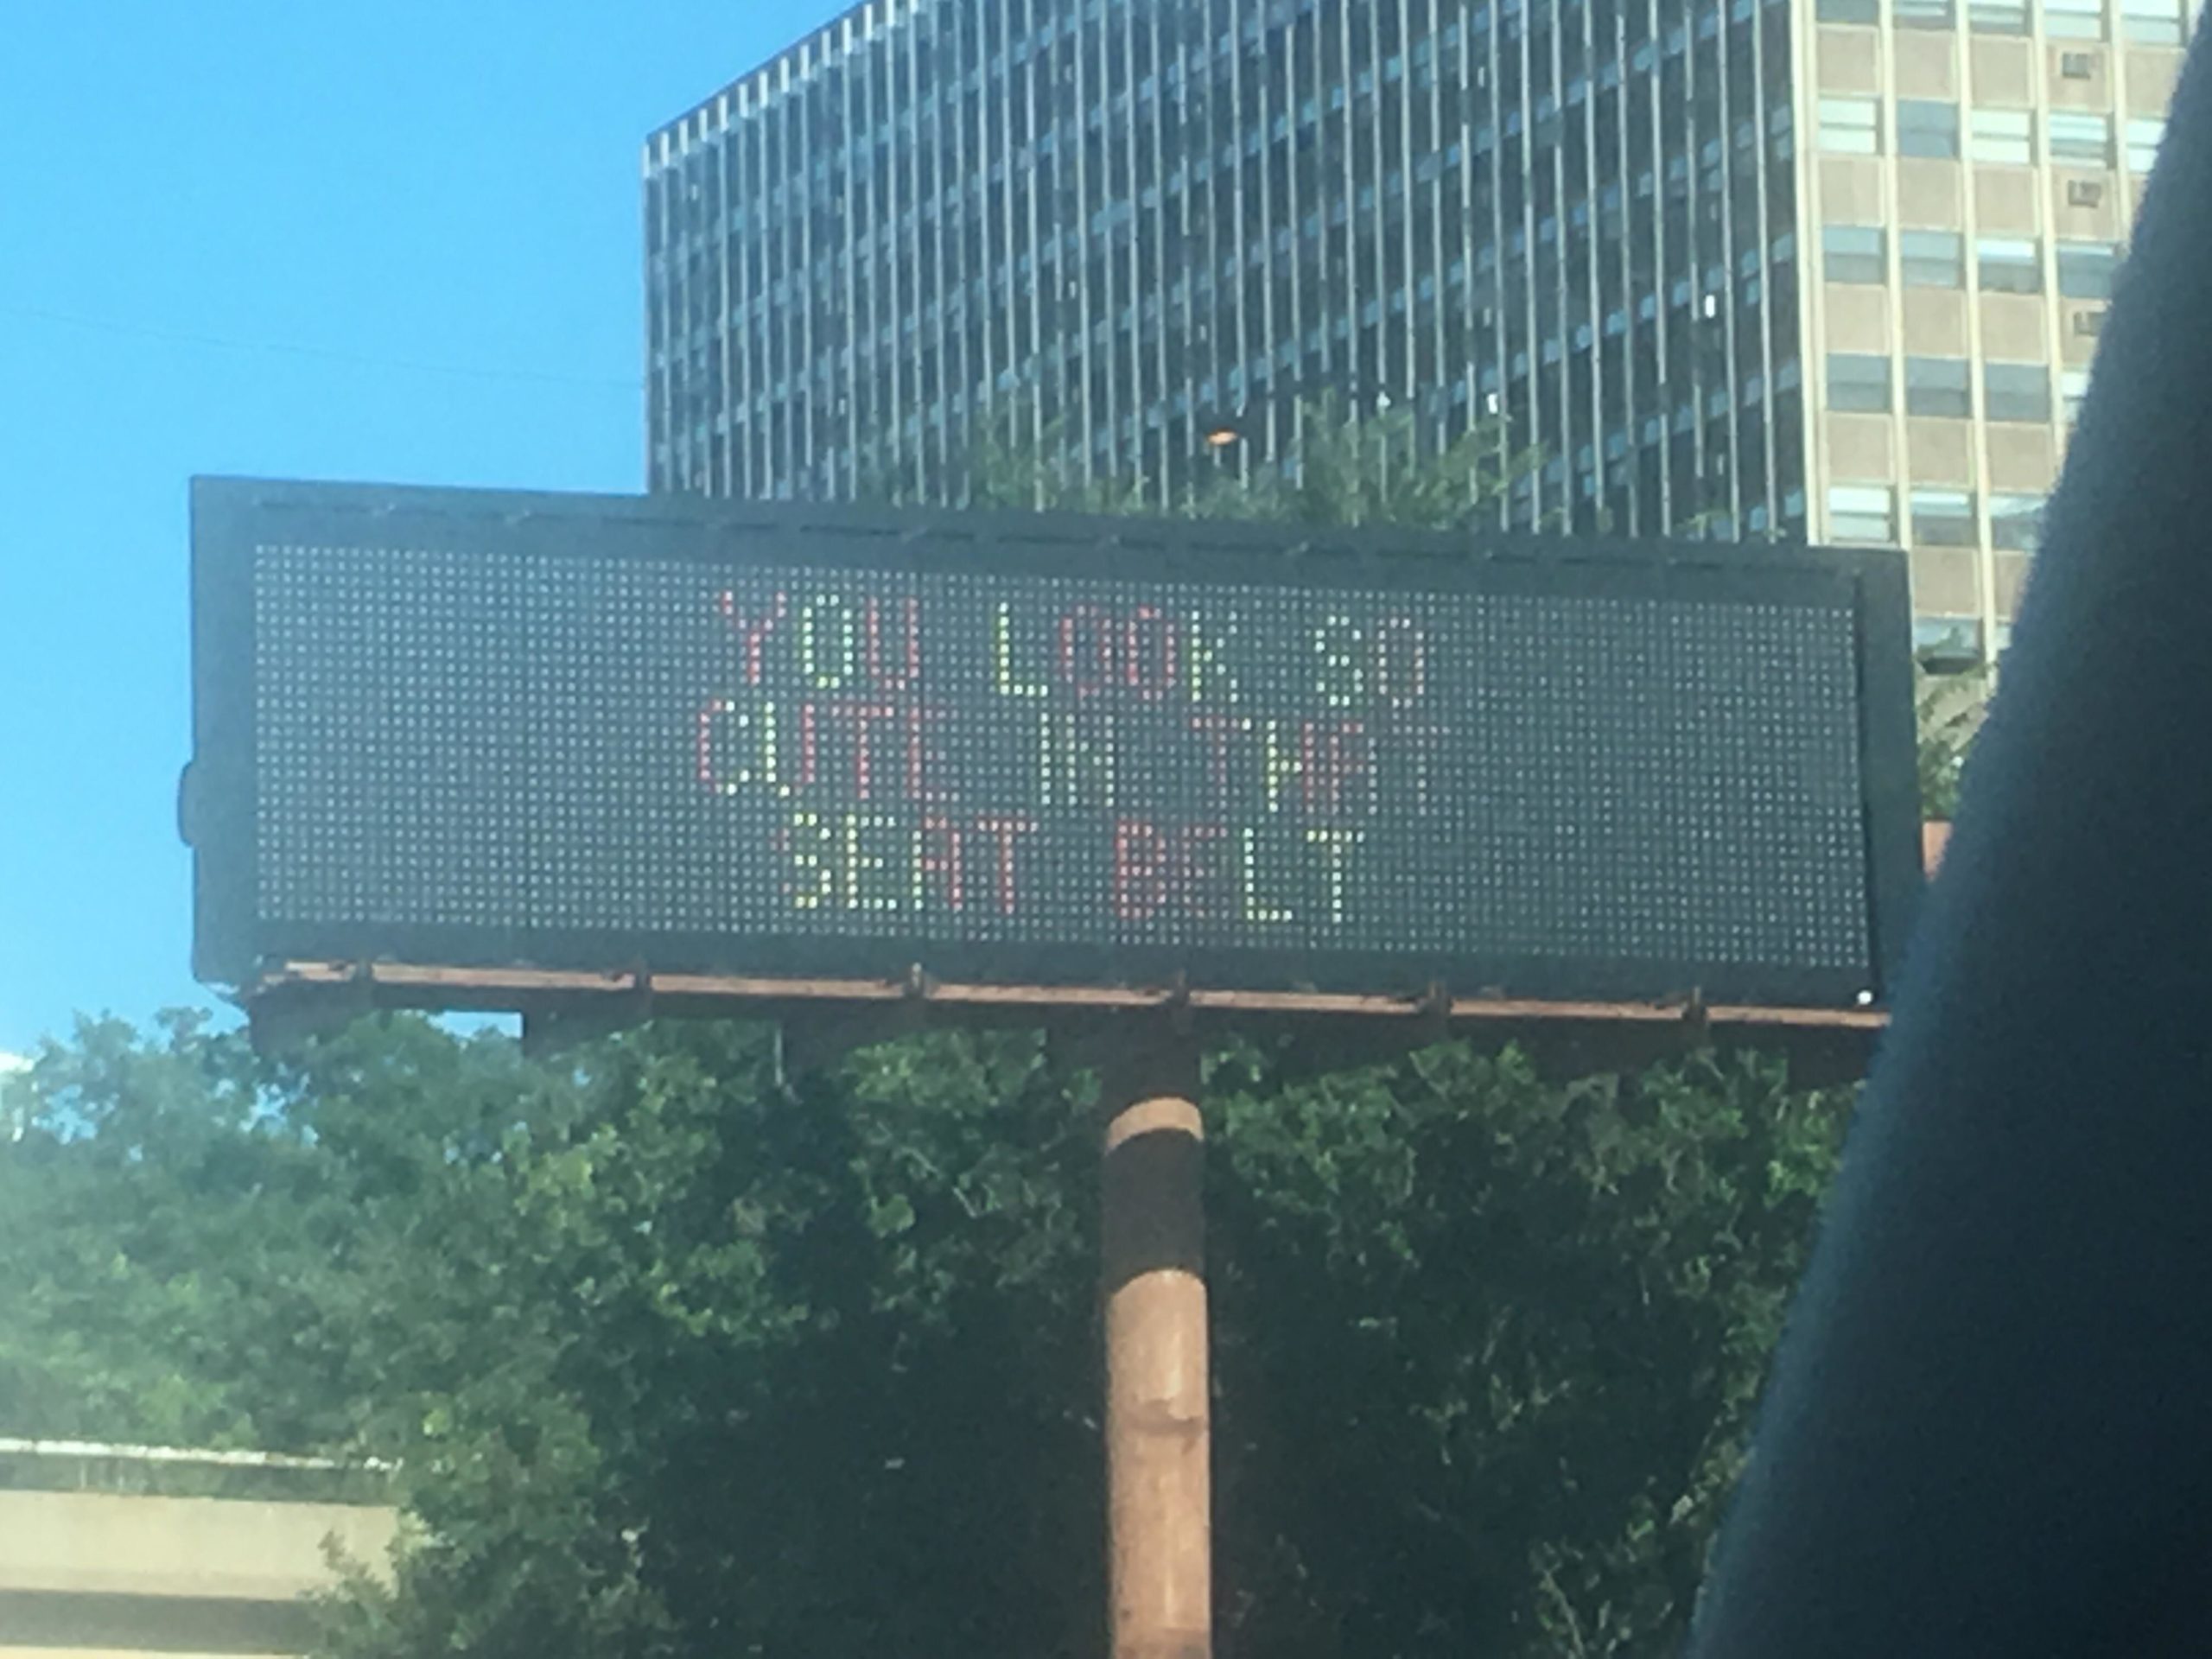 YOU LOOK SO
CUTE IN THAT
SEAT BELT